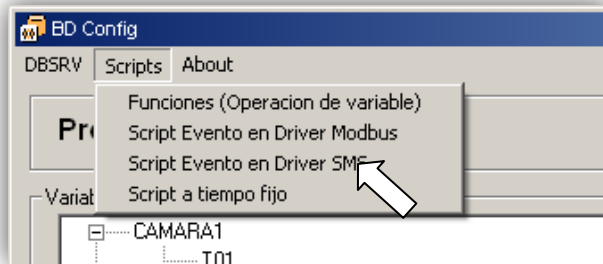 BD Config
DBSRV Scripts About
Funciones (Operacion de variable)
Script Evento en Driver Modbus
Script Evento en Driver SMS
Script a tiempo fijo
CAMARA1
T01